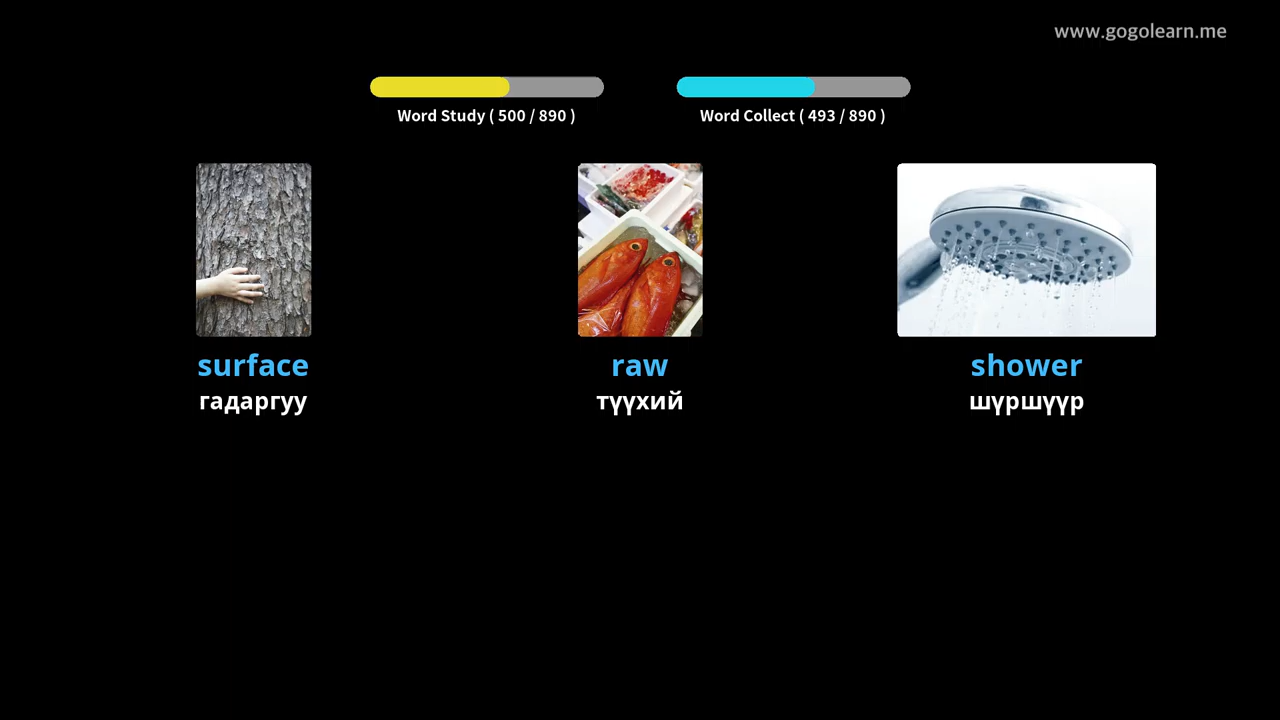 www.gogolearn.me
Word Study ( 500 / 890 )
Word Collect ( 493 / 890 )
surface
гадаргуу
raw
түүхий
shower
шүршүүр